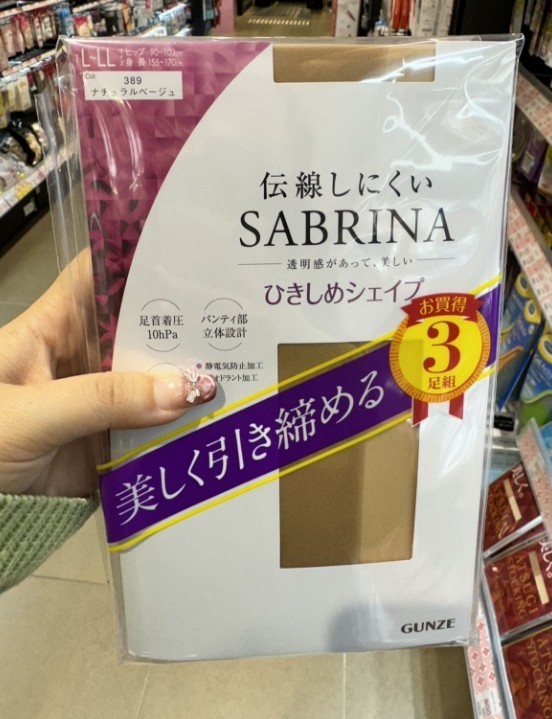 L~LL ヒップ 90~103cm
身長 155~170cm
Col.
389
ナチュラルベージュ
伝線しにくい
SABRINA
透明感があって、美しい
ひきしめシェイプ
足首着圧
10hPa
パンティ部
立体設計
静電気防止加工
ドラント加工
お買得
3
足組
美しく引き締める
GUNZE
ATSUGI
STOCKING